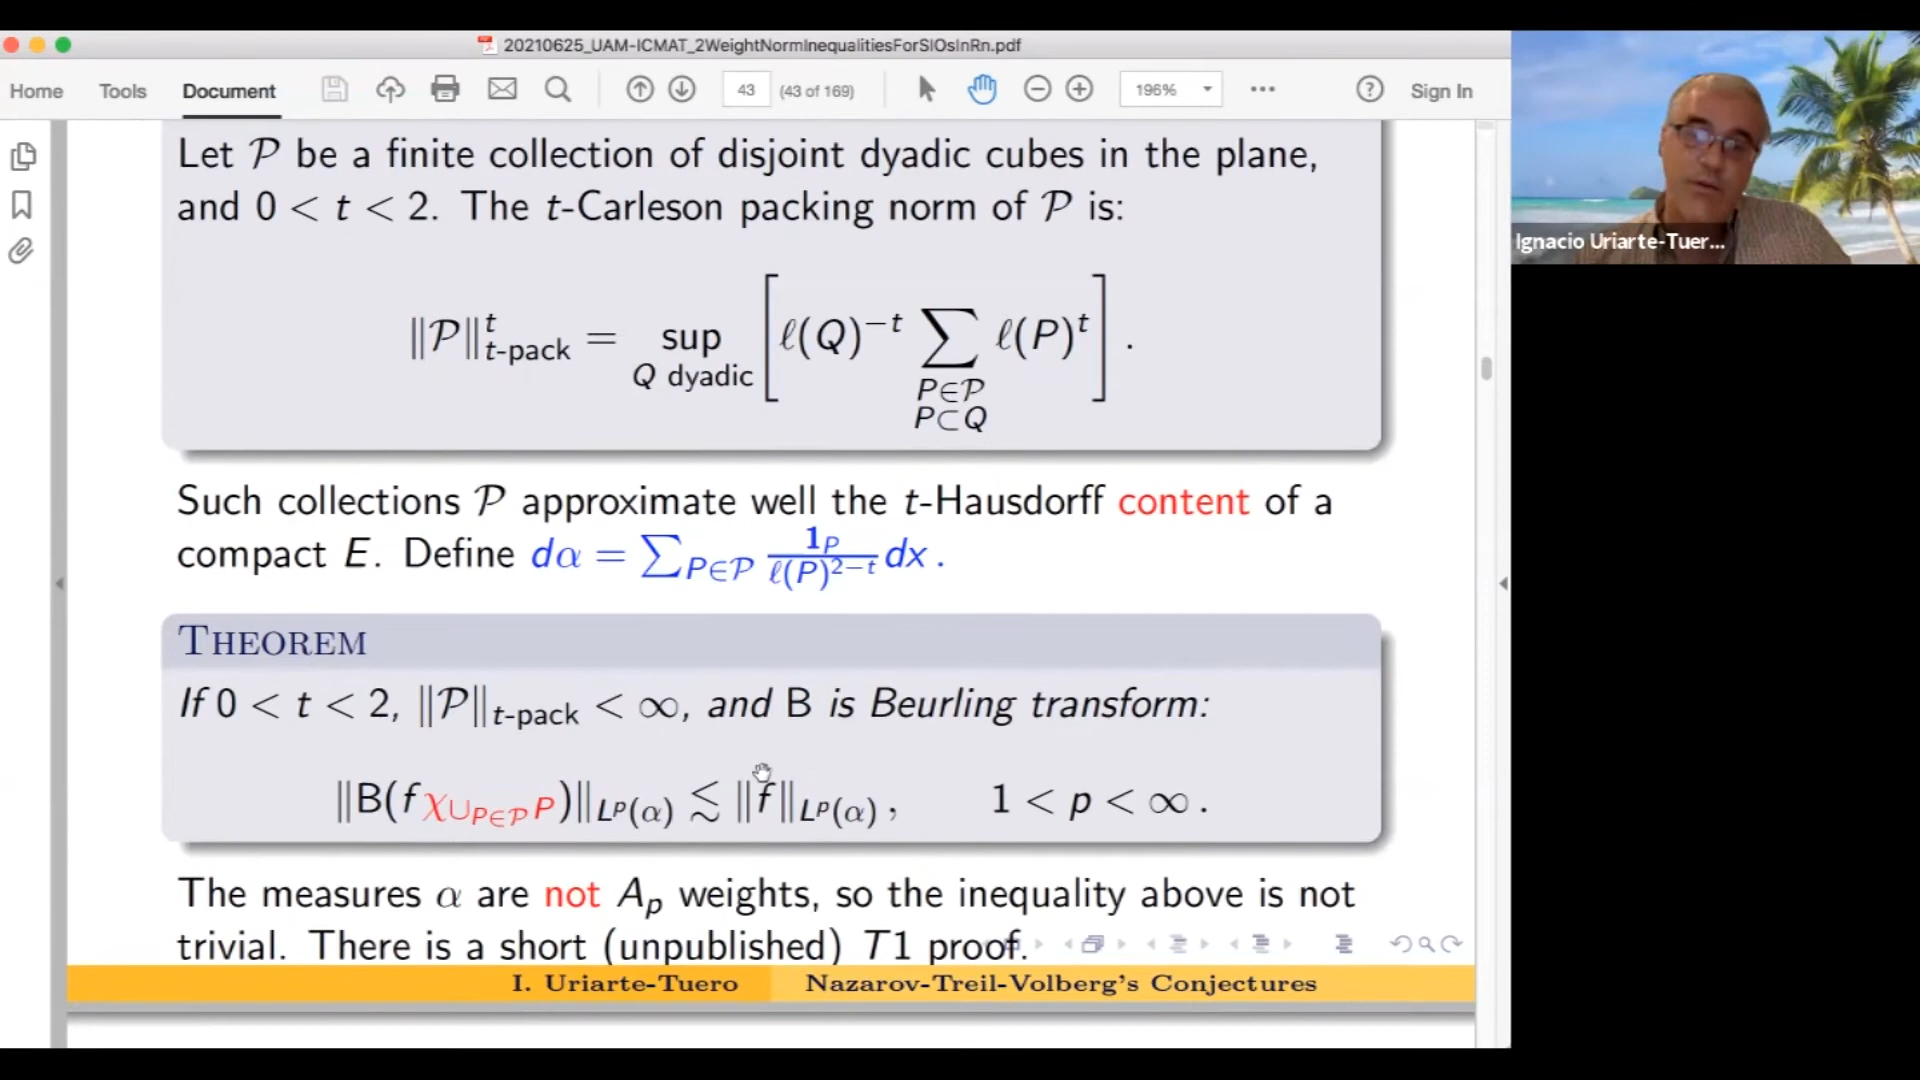 20210625_UAM-ICMAT_2WeightNormInequalitiesForSIOsInRn.pdf
Home Tools Document 43 (43 of 169) 196% Sign In
Let 𝒫 be a finite collection of disjoint dyadic cubes in the plane,
and 0 < t < 2. The t-Carleson packing norm of 𝒫 is:
‖𝒫‖^t_{t-pack} = sup_{Q dyadic} [ ℓ(Q)^{−t} ∑_{P∈𝒫, P⊂Q} ℓ(P)^t ] .
Such collections 𝒫 approximate well the t-Hausdorff content of a
compact E. Define dα = ∑_{P∈𝒫} \frac{𝟏_P}{ℓ(P)^{2−t}} dx .
Theorem
If 0 < t < 2, ‖𝒫‖_{t-pack} < ∞, and B is Beurling transform:
‖B(f χ_{∪_{P∈𝒫} P})‖_{L^p(α)} ≲ ‖f‖_{L^p(α)} , 1 < p < ∞ .
The measures α are not A_p weights, so the inequality above is not
trivial. There is a short (unpublished) T1 proof.
I. Uriarte-Tuero Nazarov-Treil-Volberg's Conjectures
Ignacio Uriarte-Tuer...